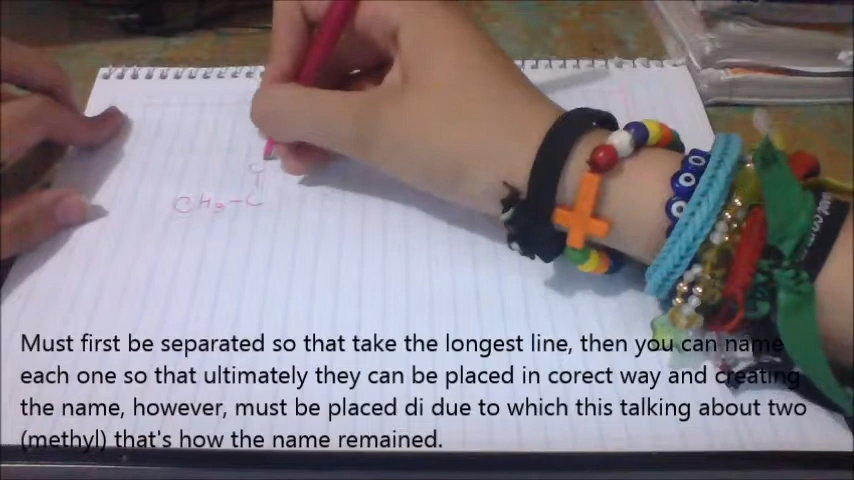 C
||
CH3-C
Must first be separated so that take the longest line, then you can name
each one so that ultimately they can be placed in corect way and creating
the name, however, must be placed di due to which this talking about two
(methyl) that's how the name remained.